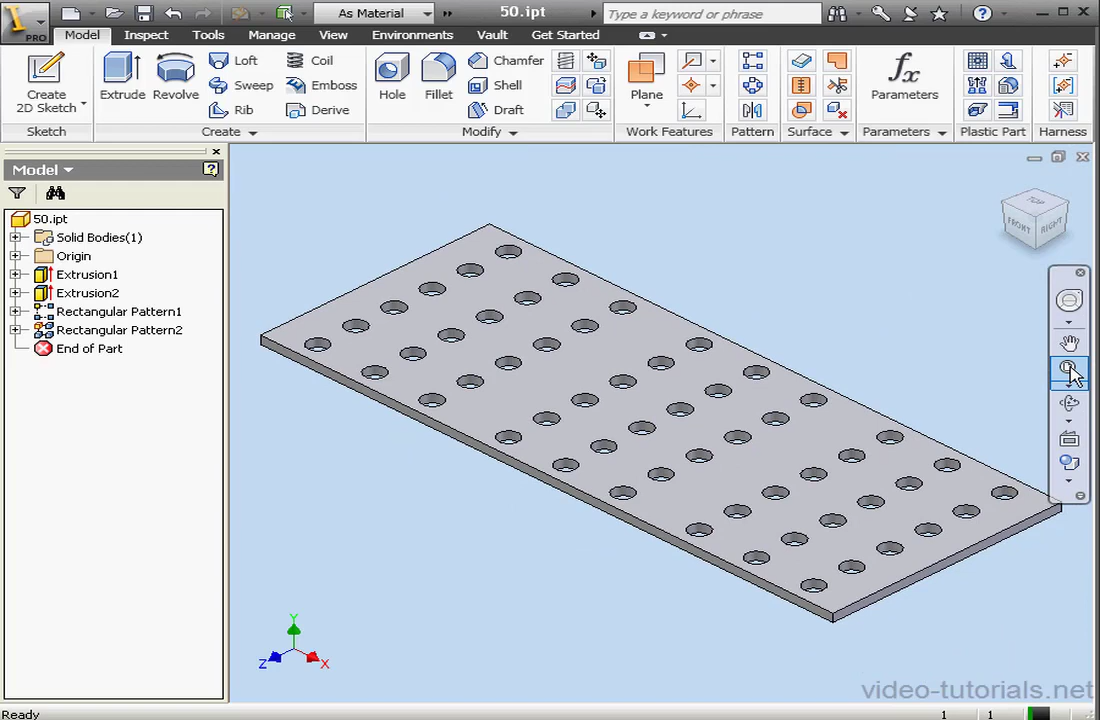 PRO
As Material
50.ipt
Type a keyword or phrase
Model Inspect Tools Manage View Environments Vault Get Started
Create
2D Sketch
Extrude
Revolve
Loft
Sweep
Rib
Coil
Emboss
Derive
Hole
Fillet
Chamfer
Shell
Draft
Plane
fx
Parameters
Sketch
Create
Modify
Work Features
Pattern
Surface
Parameters
Plastic Part
Harness
Model
50.ipt
Solid Bodies(1)
Origin
Extrusion1
Extrusion2
Rectangular Pattern1
Rectangular Pattern2
End of Part
TOP
FRONT
RIGHT
Y
Z
X
video-tutorials.net
Ready
1
1